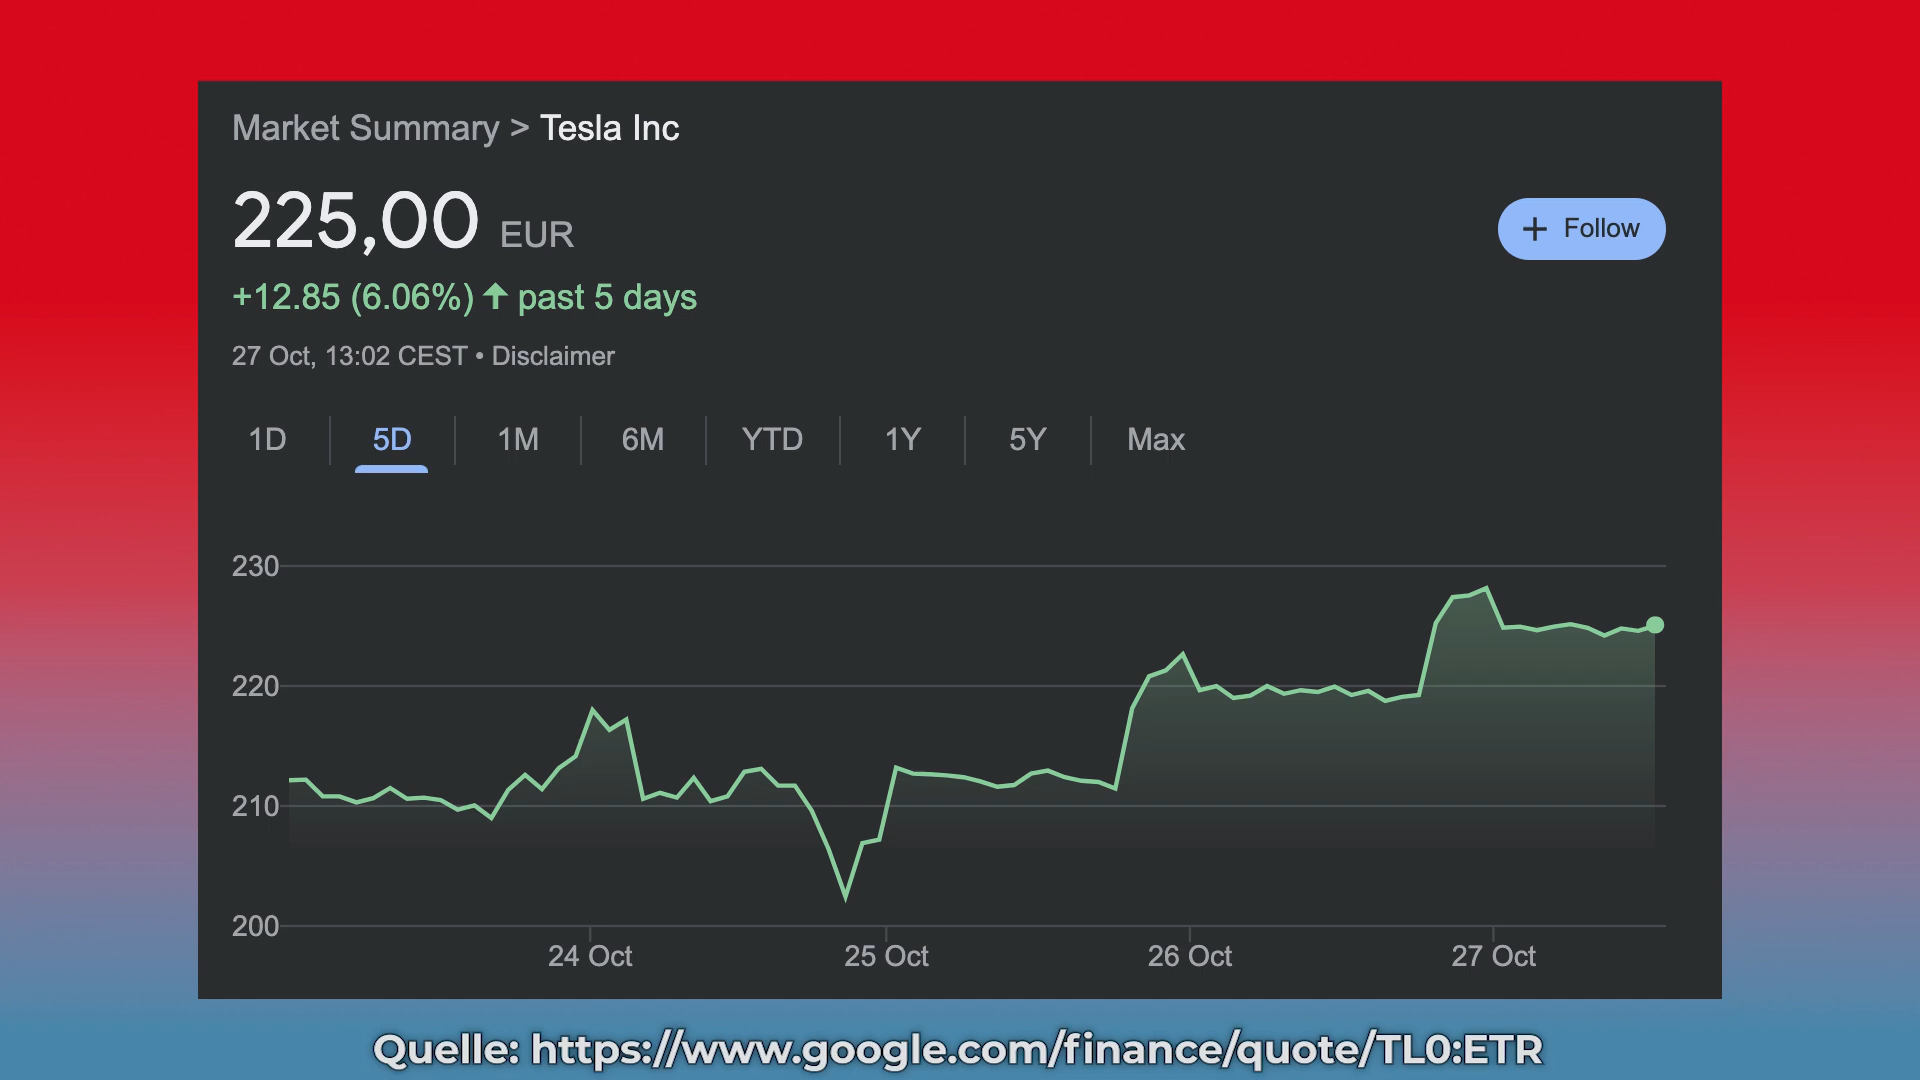 Market Summary > Tesla Inc
225,00 EUR
+ Follow
+12.85 (6.06%) ↑ past 5 days
27 Oct, 13:02 CEST • Disclaimer
1D 5D 1M 6M YTD 1Y 5Y Max
230
220
210
200
24 Oct 25 Oct 26 Oct 27 Oct
Quelle: https://www.google.com/finance/quote/TL0:ETR